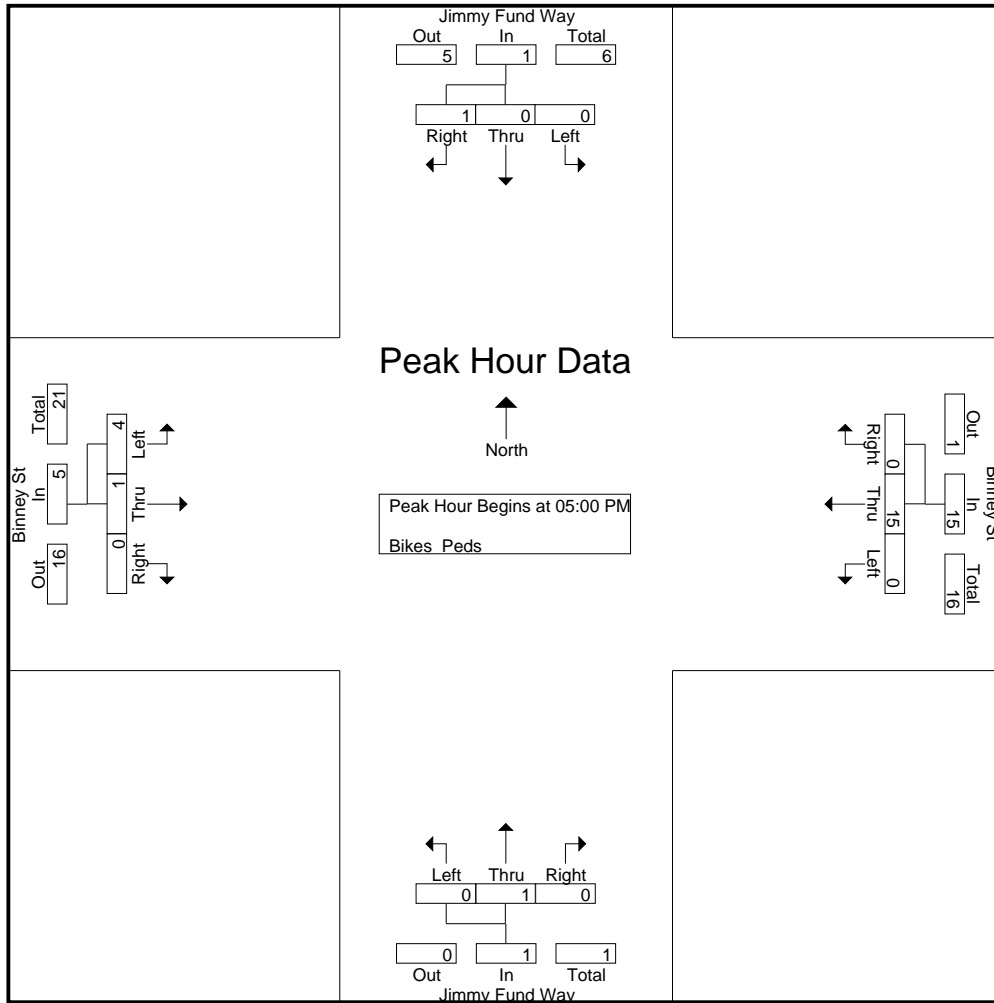 Jimmy Fund Way
Out In Total
5 1 6
1 0 0
Right Thru Left
Peak Hour Data
North
Peak Hour Begins at 05:00 PM
Bikes Peds
Binney St
Total In Out
21 5 16
4 1 0
Left Thru Right
Binney St
Out In Total
1 15 16
0 15 0
Right Thru Left
Left Thru Right
0 1 0
0 1 1
Out In Total
Jimmy Fund Way